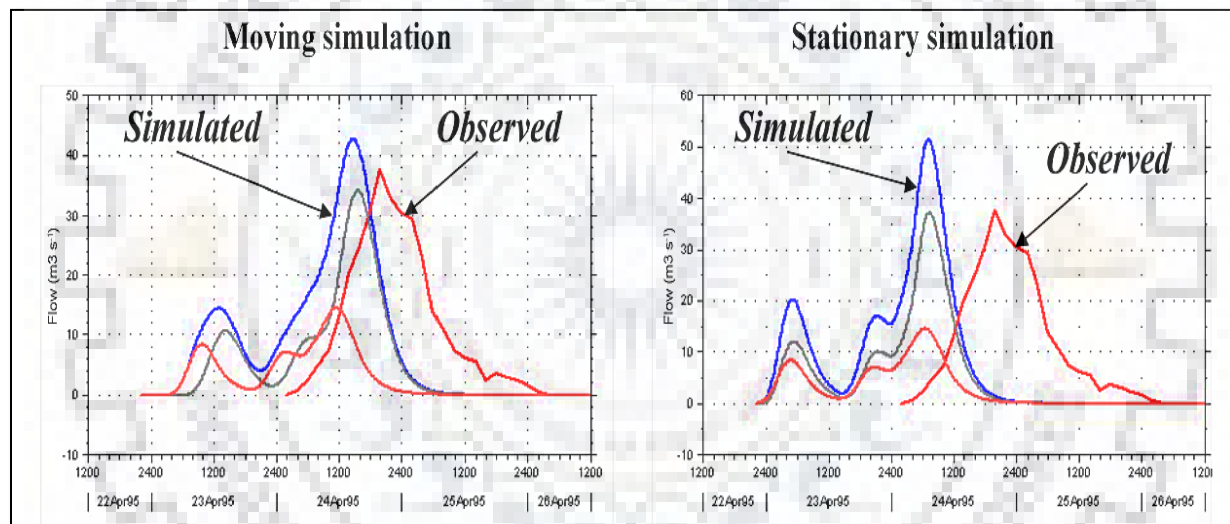 Moving simulation
Simulated
Observed
Flow (m3 s⁻¹)
50
40
30
20
10
0
-10
1200 2400 1200 2400 1200 2400 1200 2400 1200
22Apr95 23Apr95 24Apr95 25Apr95 26Apr95
Stationary simulation
Simulated
Observed
Flow (m3 s⁻¹)
60
50
40
30
20
10
0
-10
1200 2400 1200 2400 1200 2400 1200 2400 1200
22Apr95 23Apr95 24Apr95 25Apr95 26Apr95